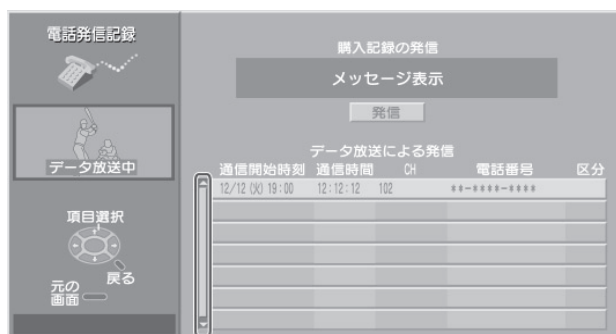 電話発信記録
データ放送中
項目選択
戻る
元の
画面
購入記録の発信
メッセージ表示
発信
データ放送による発信
通信開始時刻 通信時間 CH 電話番号 区分
12/12 (火) 19:00 12:12:12 102 **-****-****